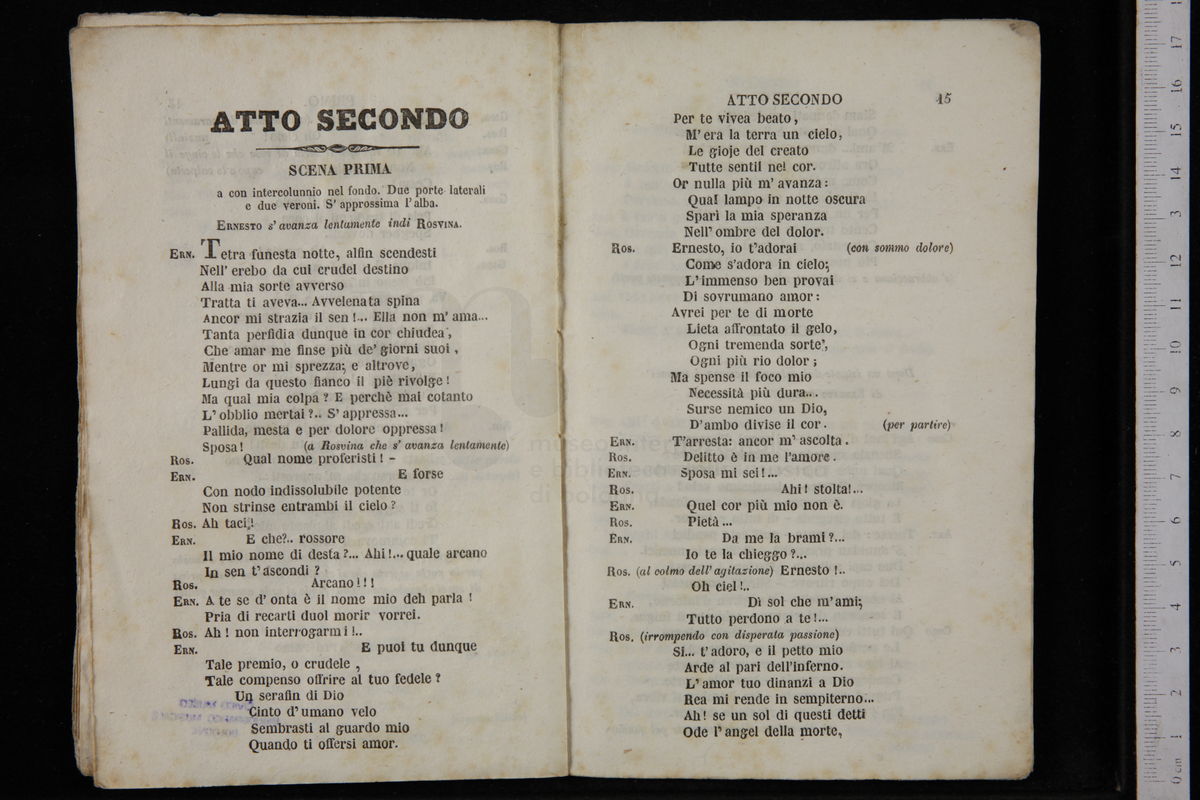 ATTO SECONDO
SCENA PRIMA
a con intercolunnio nel fondo. Due porte laterali
e due veroni. S' approssima l'alba.
ERNESTO s' avanza lentamente indi ROSVINA.
ERN. Tetra funesta notte, alfin scendesti
Nell' erebo da cui crudel destino
Alla mia sorte avverso
Tratta ti aveva... Avvelenata spina
Ancor mi strazia il sen!... Ella non m' ama...
Tanta perfidia dunque in cor chiudea,
Che amar me finse più de' giorni suoi,
Mentre or mi sprezza; e altrove,
Lungi da questo fianco il piè rivolge!
Ma qual mia colpa? E perchè mai cotanto
L' obblio mertai?.. S' appressa...
Pallida, mesta e per dolore oppressa!
Sposa! (a Rosvina che s' avanza lentamente)
ROS. Qual nome proferisti! -
ERN. E forse
Con nodo indissolubile potente
Non strinse entrambi il cielo?
ROS. Ah taci!
ERN. E che?.. rossore
Il mio nome di desta?... Ahi!... quale arcano
In sen t' ascondi?
ROS. Arcano!!!
ERN. A te se d' onta è il nome mio deh parla!
Pria di recarti duol morir vorrei.
ROS. Ah! non interrogarmi!..
ERN. E puoi tu dunque
Tale premio, o crudele,
Tale compenso offrire al tuo fedele?
Un serafin di Dio
Cinto d' umano velo
Sembrasti al guardo mio
Quando ti offersi amor.
ATTO SECONDO 15
Per te vivea beato,
M' era la terra un cielo,
Le gioje del creato
Tutte sentii nel cor.
Or nulla più m' avanza:
Qual lampo in notte oscura
Sparì la mia speranza
Nell' ombre del dolor.
ROS. Ernesto, io t'adorai (con sommo dolore)
Come s'adora in cielo;
L' immenso ben provai
Di sovrumano amor:
Avrei per te di morte
Lieta affrontato il gelo,
Ogni tremenda sorte,
Ogni più rio dolor;
Ma spense il foco mio
Necessità più dura...
Surse nemico un Dio,
D'ambo divise il cor. (per partire)
ERN. T'arresta: ancor m' ascolta.
ROS. Delitto è in me l'amore.
ERN. Sposa mi sei!...
ROS. Ahi! stolta!...
ERN. Quel cor più mio non è.
ROS. Pietà...
ERN. Da me la brami?...
Io te la chieggo?...
ROS. (al colmo dell' agitazione) Ernesto!..
Oh ciel!..
ERN. Dì sol che m'ami;
Tutto perdono a te!...
ROS. (irrompendo con disperata passione)
Si... t'adoro, e il petto mio
Arde al pari dell'inferno.
L' amor tuo dinanzi a Dio
Rea mi rende in sempiterno...
Ah! se un sol di questi detti
Ode l' angel della morte,